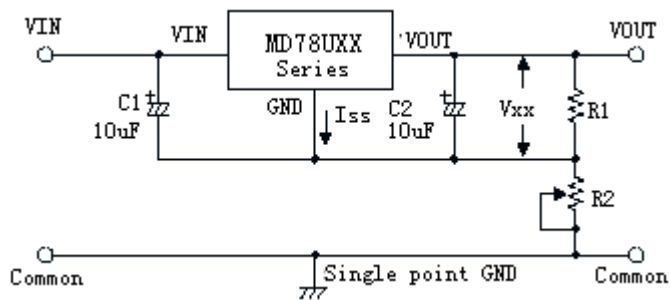 VIN
VIN
MD78UXX
Series
VOUT
VOUT
C1
10uF
GND
Iss
C2
10uF
Vxx
R1
R2
Common
Single point GND
Common